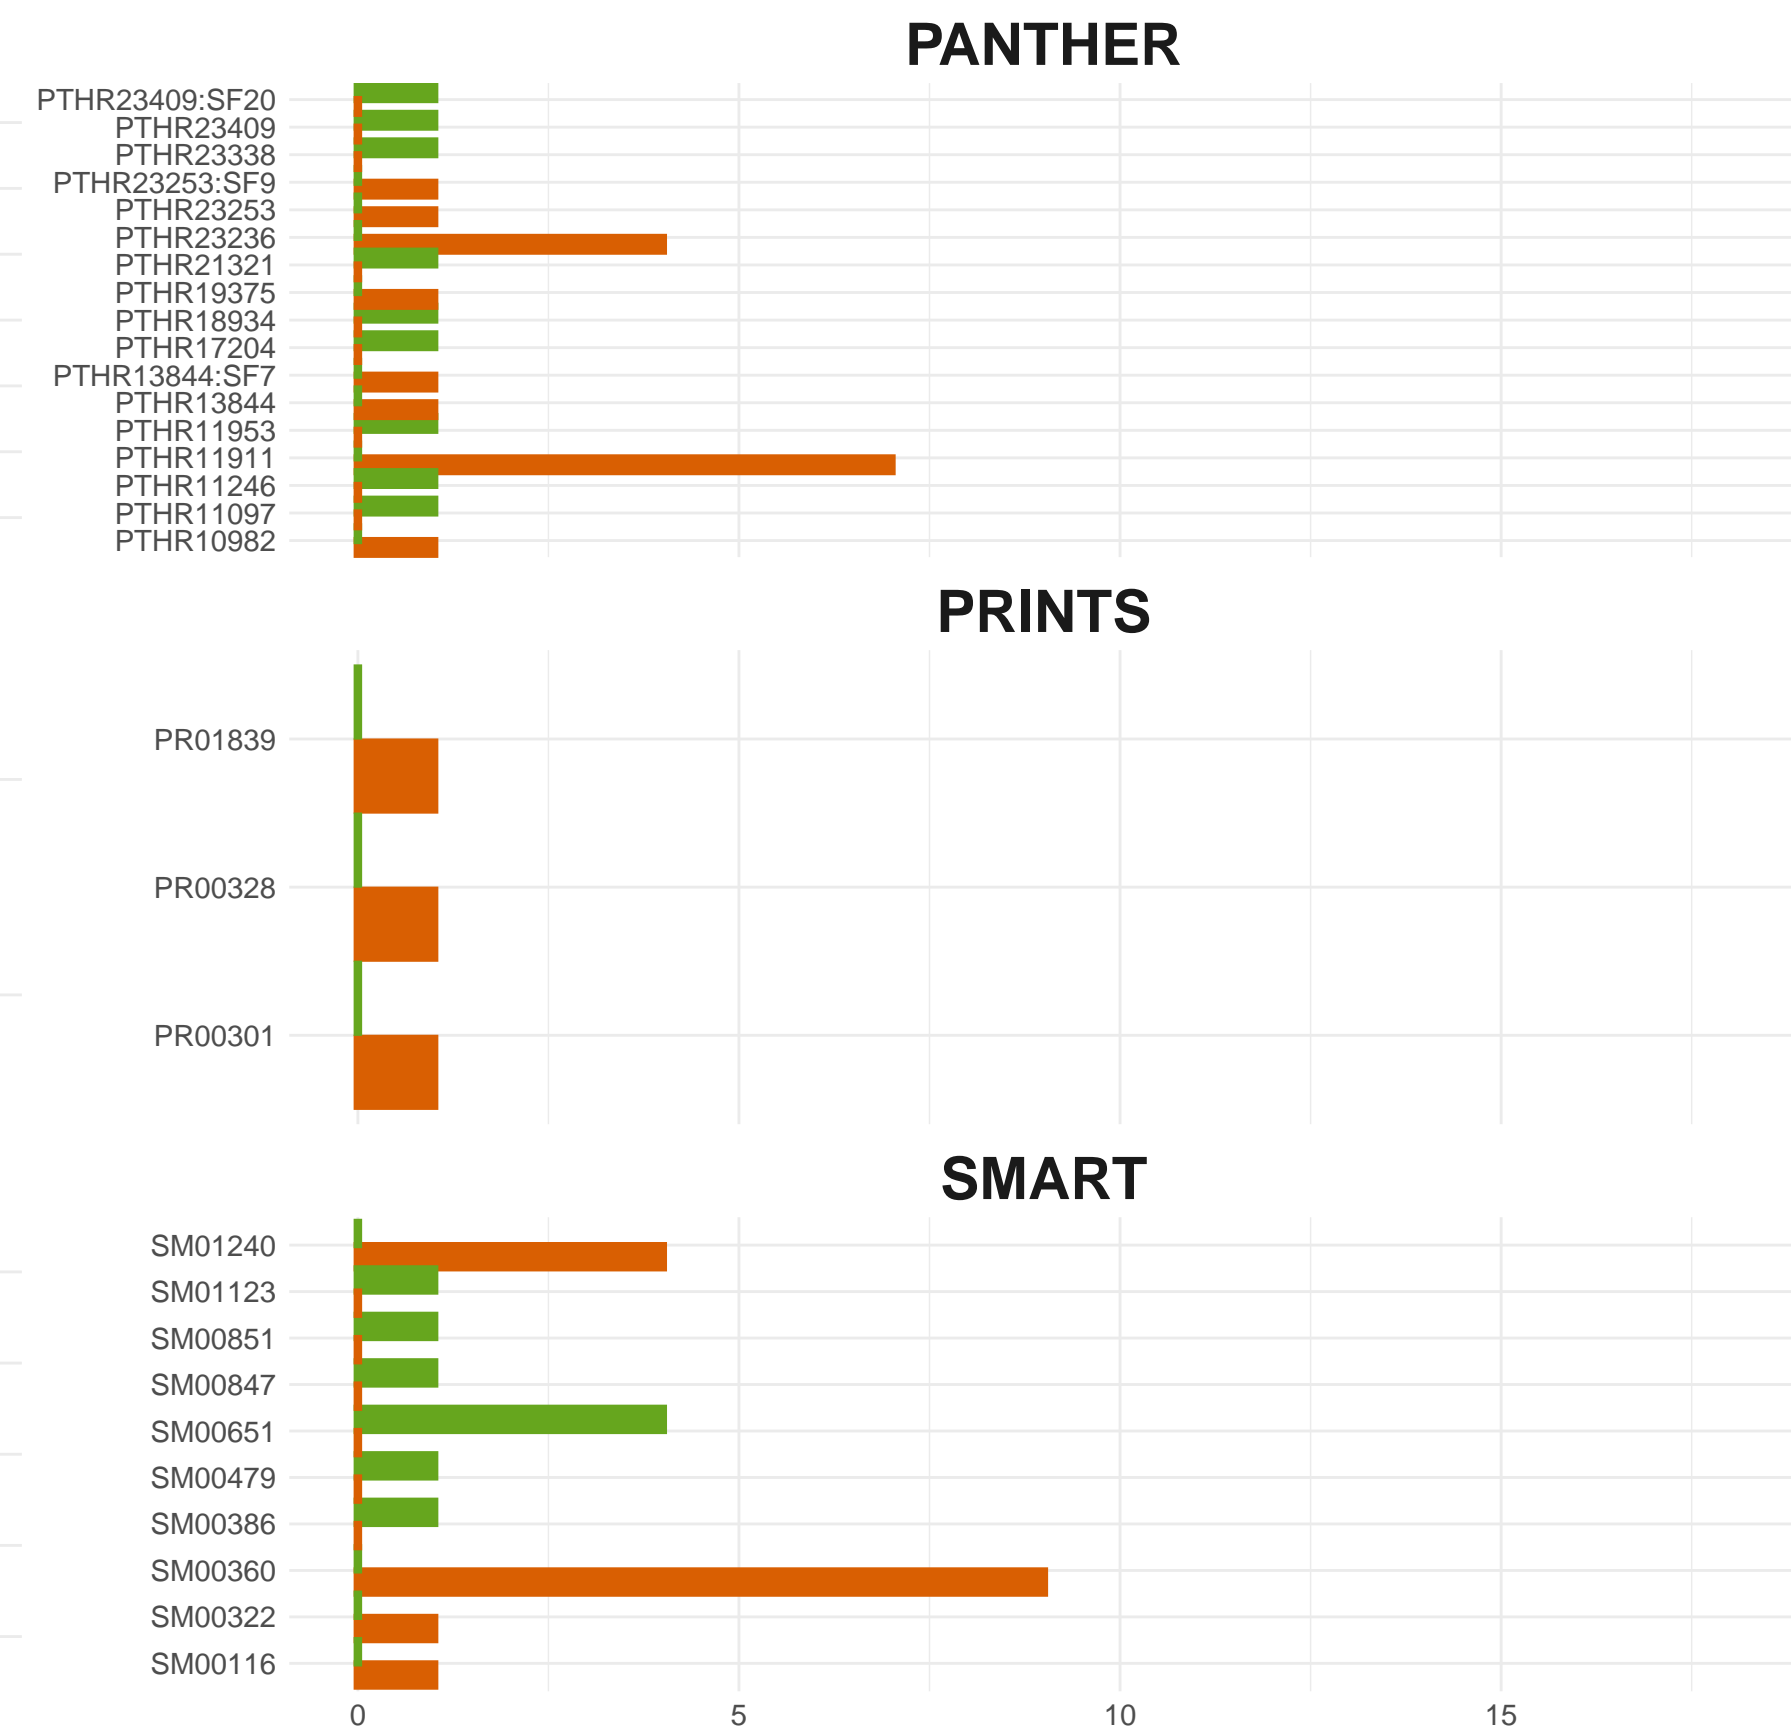 PANTHER
PTHR23409:SF20
PTHR23409
PTHR23338
PTHR23253:SF9
PTHR23253
PTHR23236
PTHR21321
PTHR19375
PTHR18934
PTHR17204
PTHR13844:SF7
PTHR13844
PTHR11953
PTHR11911
PTHR11246
PTHR11097
PTHR10982
PRINTS
PR01839
PR00328
PR00301
SMART
SM01240
SM01123
SM00851
SM00847
SM00651
SM00479
SM00386
SM00360
SM00322
SM00116
0 5 10 15